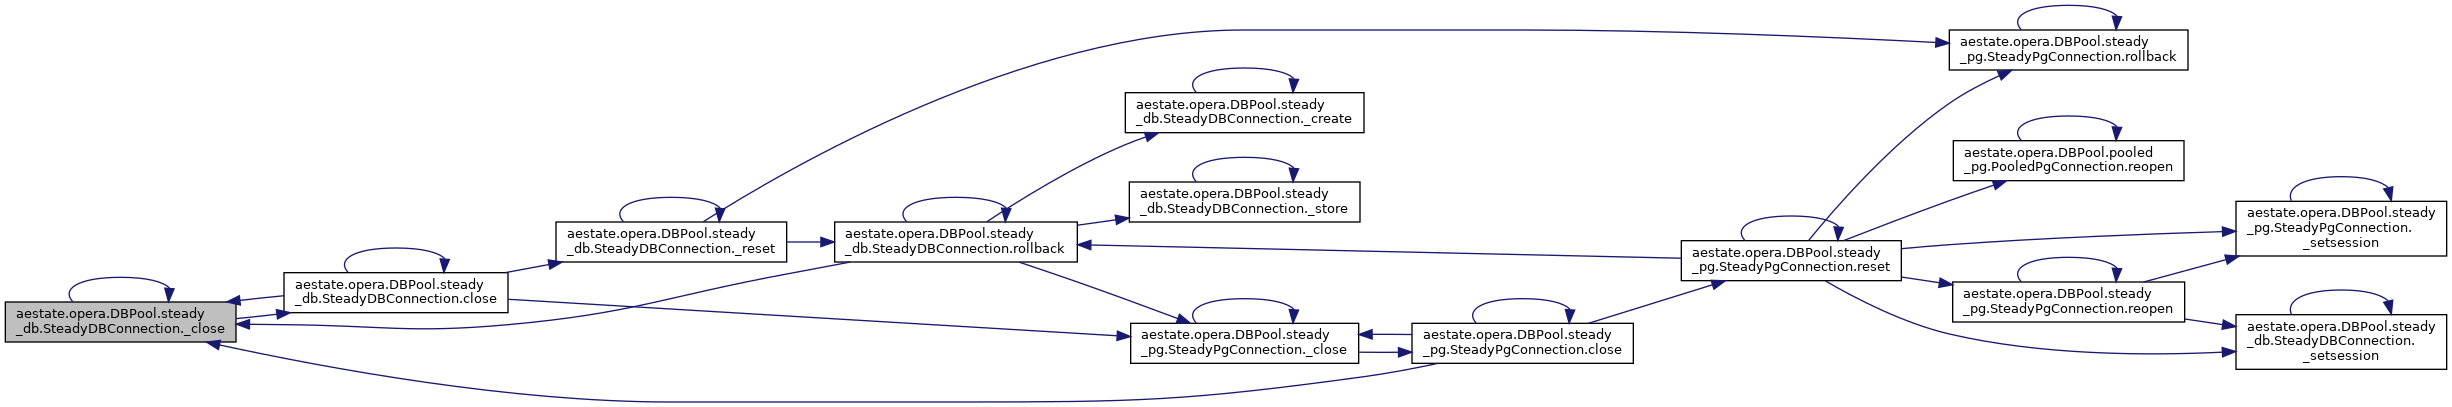 aestate.opera.DBPool.steady
_db.SteadyDBConnection._close
aestate.opera.DBPool.steady
_db.SteadyDBConnection.close
aestate.opera.DBPool.steady
_db.SteadyDBConnection._reset
aestate.opera.DBPool.steady
_db.SteadyDBConnection.rollback
aestate.opera.DBPool.steady
_db.SteadyDBConnection._create
aestate.opera.DBPool.steady
_db.SteadyDBConnection._store
aestate.opera.DBPool.steady
_pg.SteadyPgConnection._close
aestate.opera.DBPool.steady
_pg.SteadyPgConnection.close
aestate.opera.DBPool.steady
_pg.SteadyPgConnection.reset
aestate.opera.DBPool.steady
_pg.SteadyPgConnection.rollback
aestate.opera.DBPool.pooled
_pg.PooledPgConnection.reopen
aestate.opera.DBPool.steady
_pg.SteadyPgConnection.reopen
aestate.opera.DBPool.steady
_pg.SteadyPgConnection.
_setsession
aestate.opera.DBPool.steady
_db.SteadyDBConnection.
_setsession